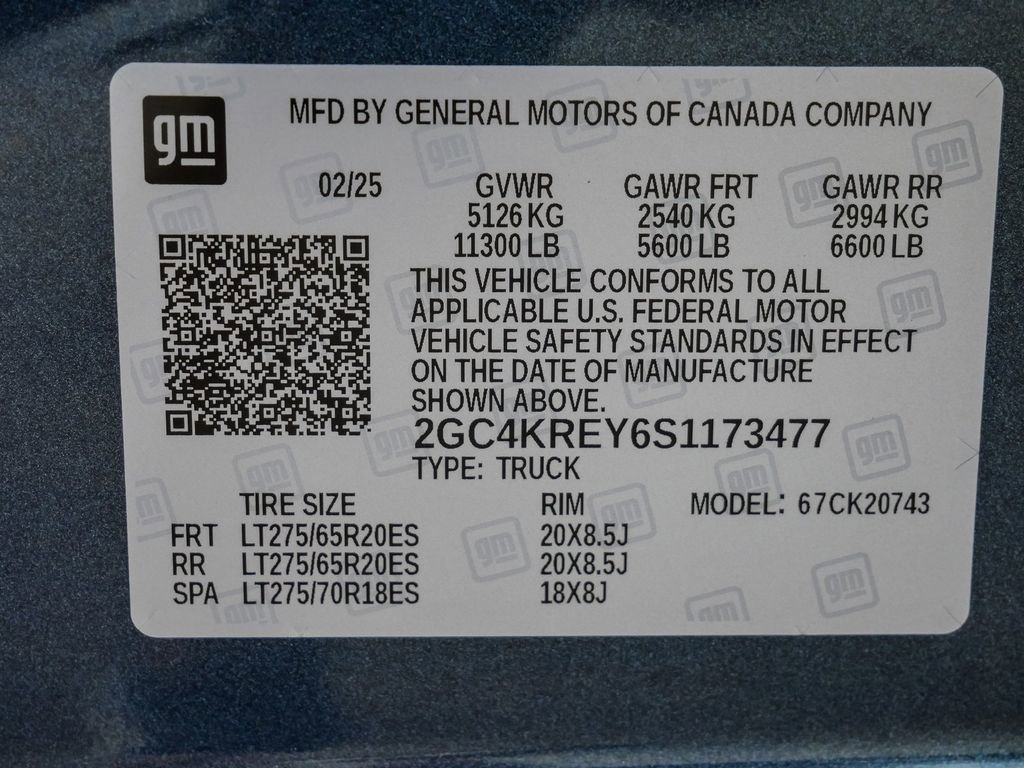 gm
MFD BY GENERAL MOTORS OF CANADA COMPANY
02/25 GVWR GAWR FRT GAWR RR
5126 KG 2540 KG 2994 KG
11300 LB 5600 LB 6600 LB
THIS VEHICLE CONFORMS TO ALL
APPLICABLE U.S. FEDERAL MOTOR
VEHICLE SAFETY STANDARDS IN EFFECT
ON THE DATE OF MANUFACTURE
SHOWN ABOVE.
2GC4KREY6S1173477
TYPE: TRUCK
TIRE SIZE RIM MODEL: 67CK20743
FRT LT275/65R20ES 20X8.5J
RR LT275/65R20ES 20X8.5J
SPA LT275/70R18ES 18X8J